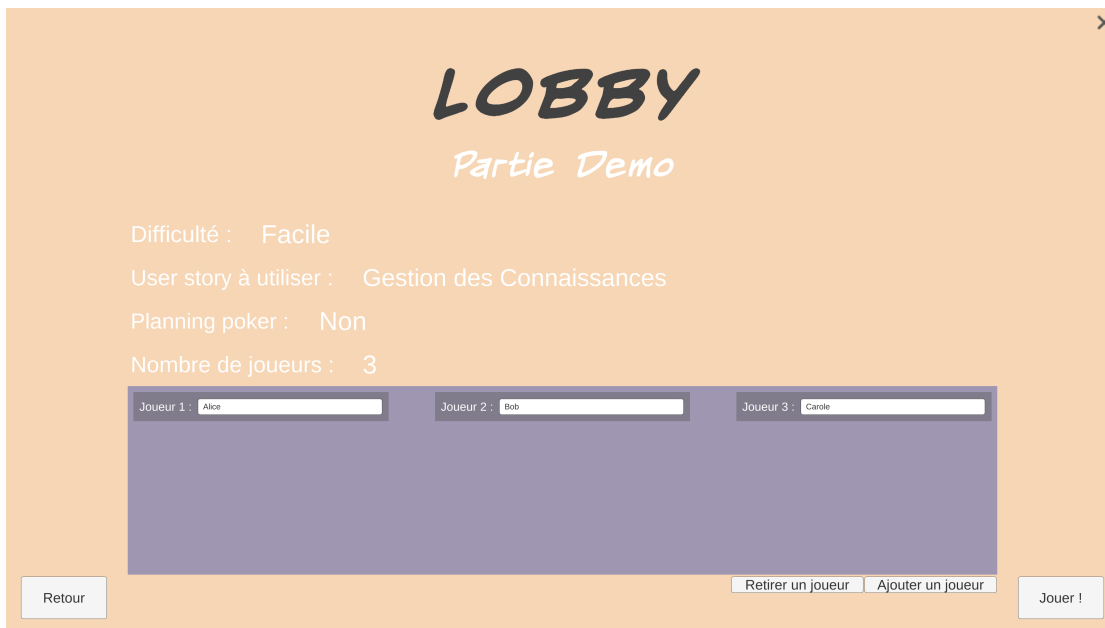 LOBBY
Partie Demo
Difficulté : Facile
User story à utiliser : Gestion des Connaissances
Planning poker : Non
Nombre de joueurs : 3
Joueur 1 : Alice Joueur 2 : Bob Joueur 3 : Carole
Retirer un joueur Ajouter un joueur
Retour Jouer !